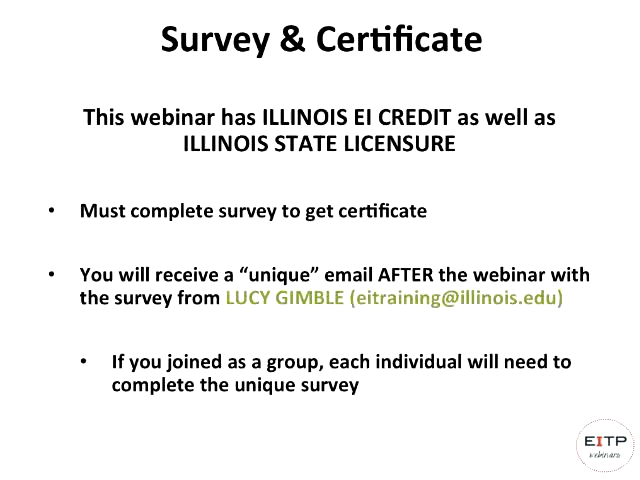 Survey & Certificate
This webinar has ILLINOIS EI CREDIT as well as
ILLINOIS STATE LICENSURE
• Must complete survey to get certificate
• You will receive a “unique” email AFTER the webinar with
the survey from LUCY GIMBLE (eitraining@illinois.edu)
• If you joined as a group, each individual will need to
complete the unique survey
EITP
webinars